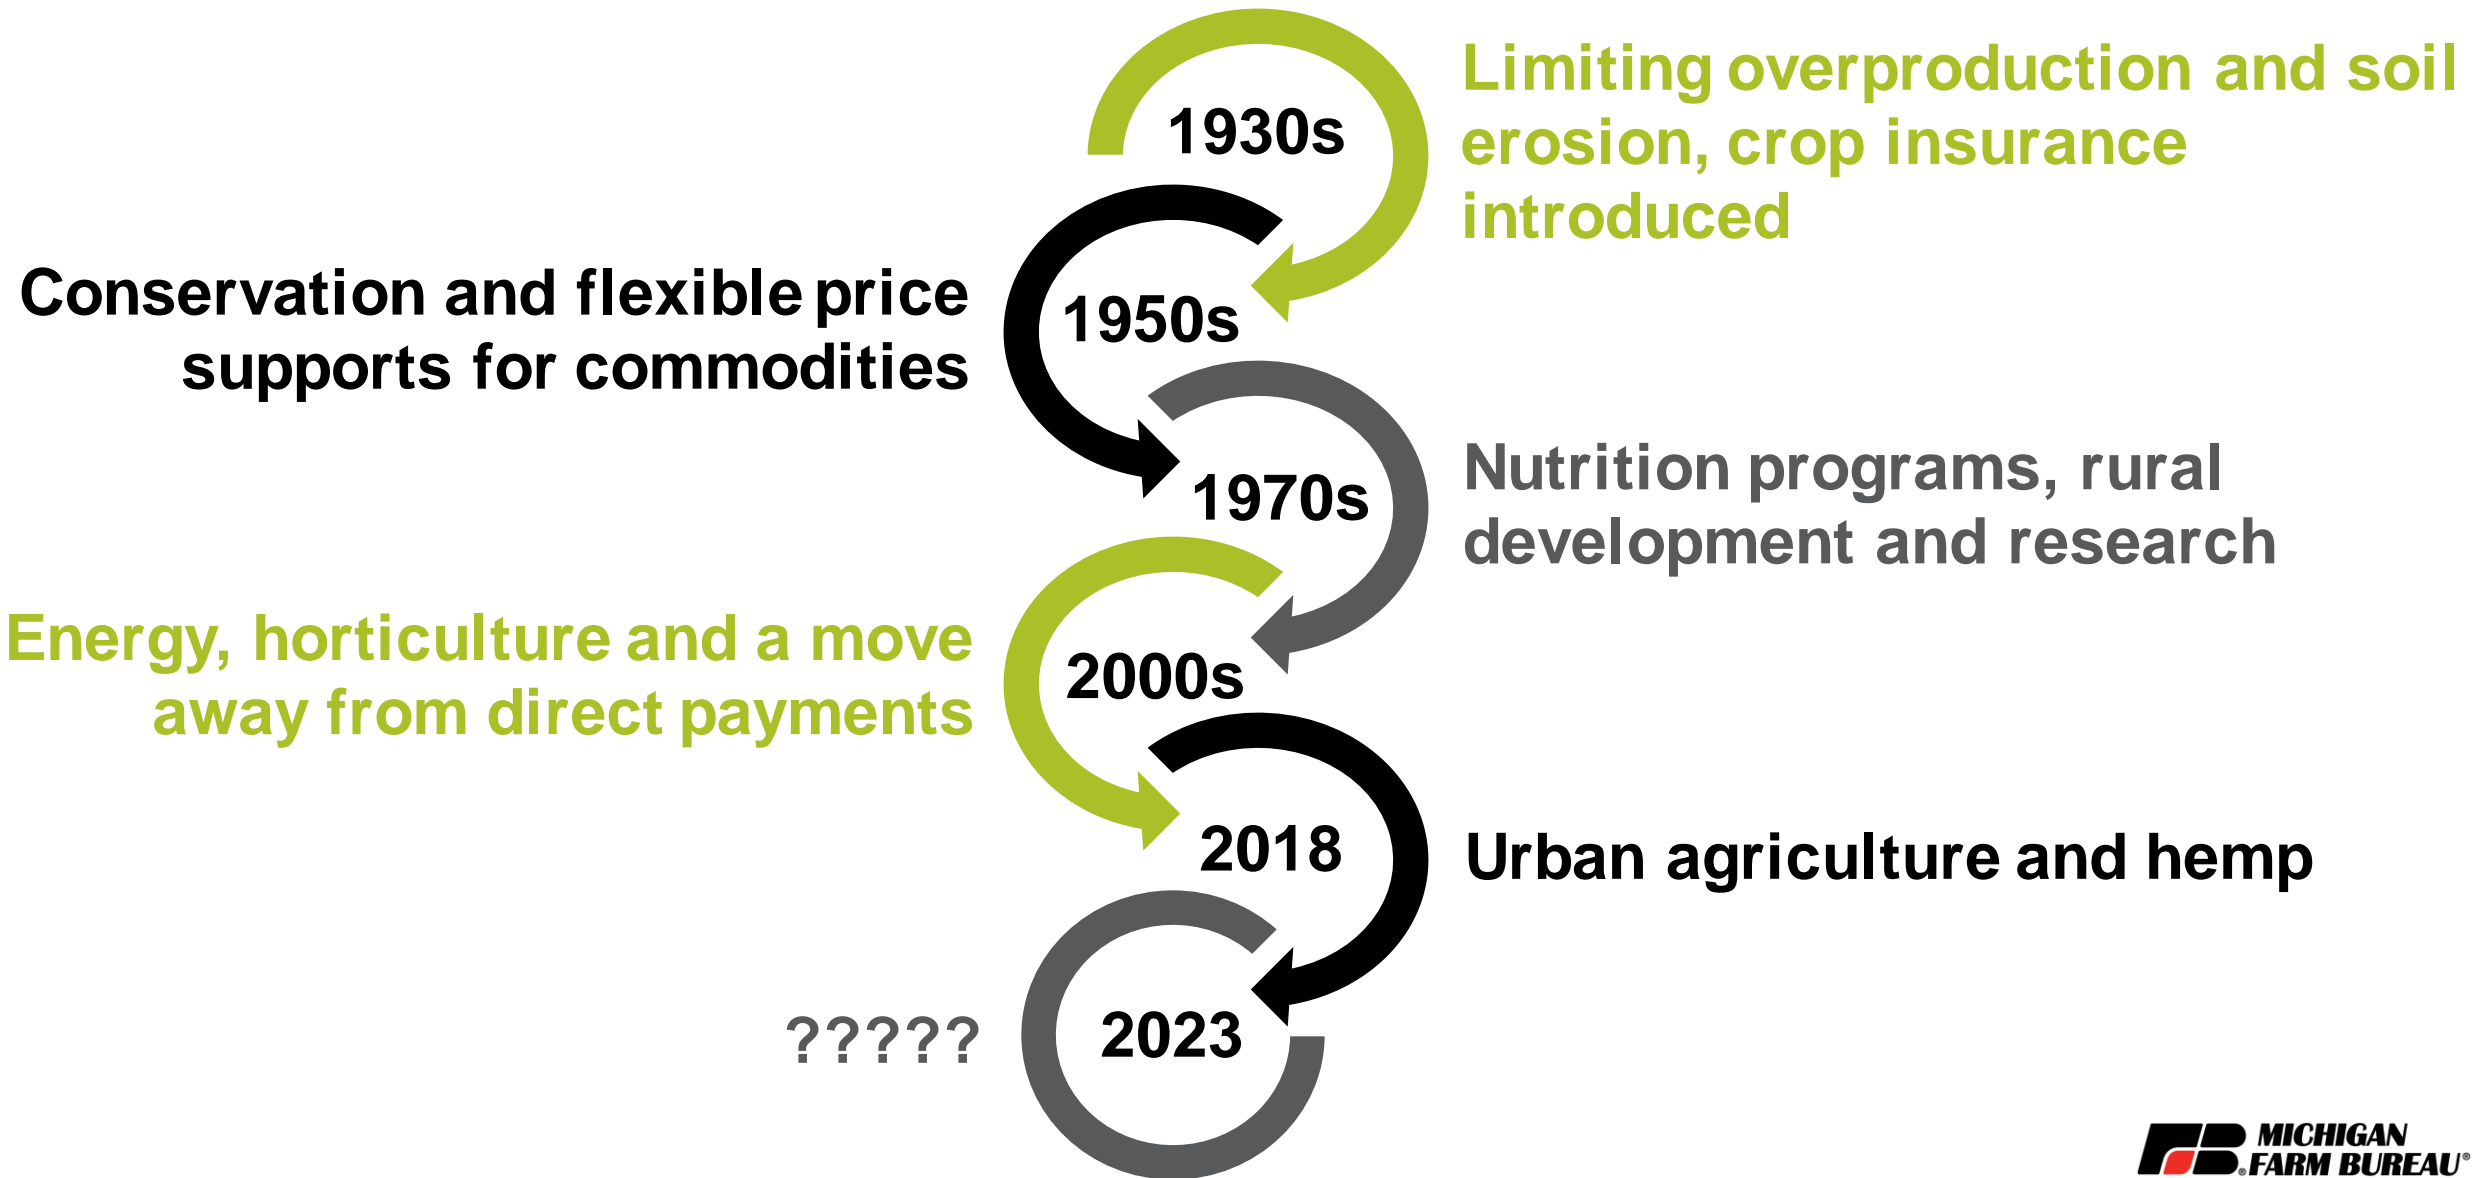 1930s
Limiting overproduction and soil
erosion, crop insurance
introduced
Conservation and flexible price
supports for commodities
1950s
1970s
Nutrition programs, rural
development and research
Energy, horticulture and a move
away from direct payments
2000s
2018
Urban agriculture and hemp
?????
2023
MICHIGAN
FARM BUREAU®